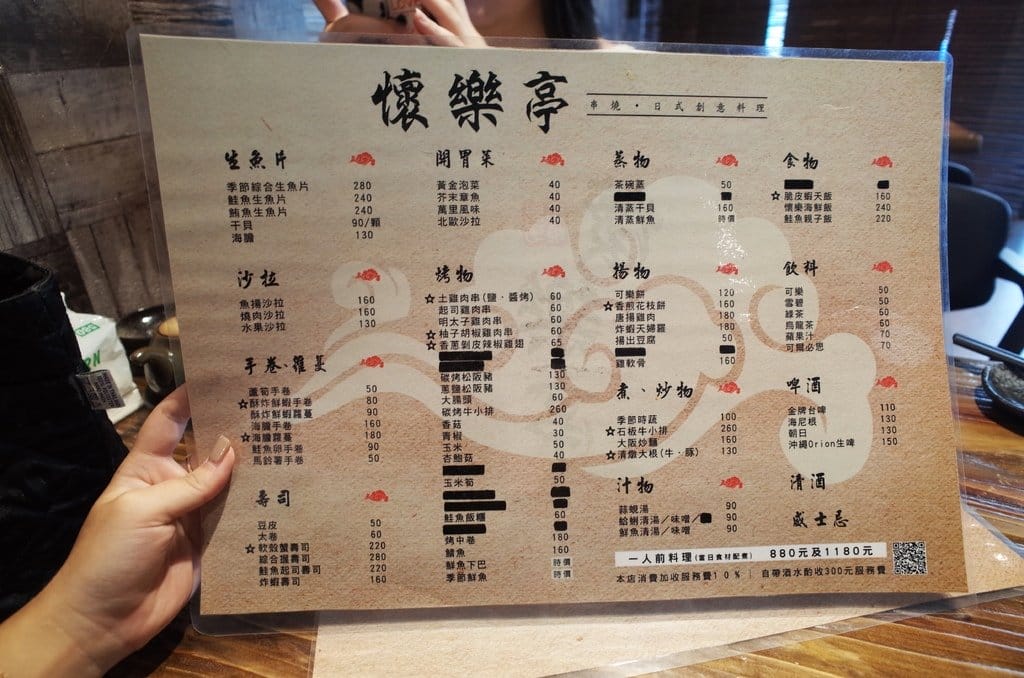 懷樂亭
串燒・日式創意料理
生魚片
季節綜合生魚片 280
鮭魚生魚片 240
鮪魚生魚片 240
干貝 90/顆
海膽 130
沙拉
魚揚沙拉 160
燒肉沙拉 160
水果沙拉 130
手卷、蘿蔓
蘆筍手卷 50
☆酥炸鮮蝦手卷 80
酥炸鮮蝦蘿蔓 90
海膽手卷 160
☆海膽蘿蔓 180
鮭魚卵手卷 90
馬鈴薯手卷 50
壽司
豆皮 50
太卷 60
☆軟殼蟹壽司 220
綜合握壽司 280
鮭魚起司壽司 220
炸蝦壽司 160
開胃菜
黃金泡菜 40
芥末章魚 40
萬里風味 40
北歐沙拉 40
烤物
☆土雞肉串(鹽・醬烤) 60
起司雞肉串 60
明太子雞肉串 60
☆柚子胡椒雞肉串 60
☆香蔥剝皮辣椒雞翅 65
碳烤松阪豬 130
蔥鹽松阪豬 130
大腸頭 60
碳烤牛小排 260
香菇 40
青椒 30
玉米 50
杏鮑菇 40
玉米筍 50
鮭魚飯糰 60
烤中卷 180
鯖魚 160
鮮魚下巴 時價
季節鮮魚 時價
蒸物
茶碗蒸 50
清蒸干貝 160
清蒸鮮魚 時價
揚物
可樂餅 120
☆香煎花枝餅 160
唐揚雞肉 180
炸蝦天婦羅 180
揚出豆腐 50
雞軟骨 160
煮、炒物
季節時蔬 100
☆石板牛小排 260
大阪炒麵 160
☆清燉大根(牛・豚) 130
汁物
蒜蜆湯 90
蛤蜊清湯/味噌/ 90
鮮魚清湯/味噌 90
食物
☆脆皮蝦天飯 160
懷樂海鮮飯 240
鮭魚親子飯 220
飲料
可樂 50
雪碧 50
綠茶 60
烏龍茶 60
蘋果汁 70
可爾必思 70
啤酒
金牌台啤 110
海尼根 130
朝日 130
沖繩Orion生啤 150
清酒
威士忌
一人前料理(當日食材配煮) 880元及1180元
本店消費加收服務費10% | 自帶酒水酌收300元服務費